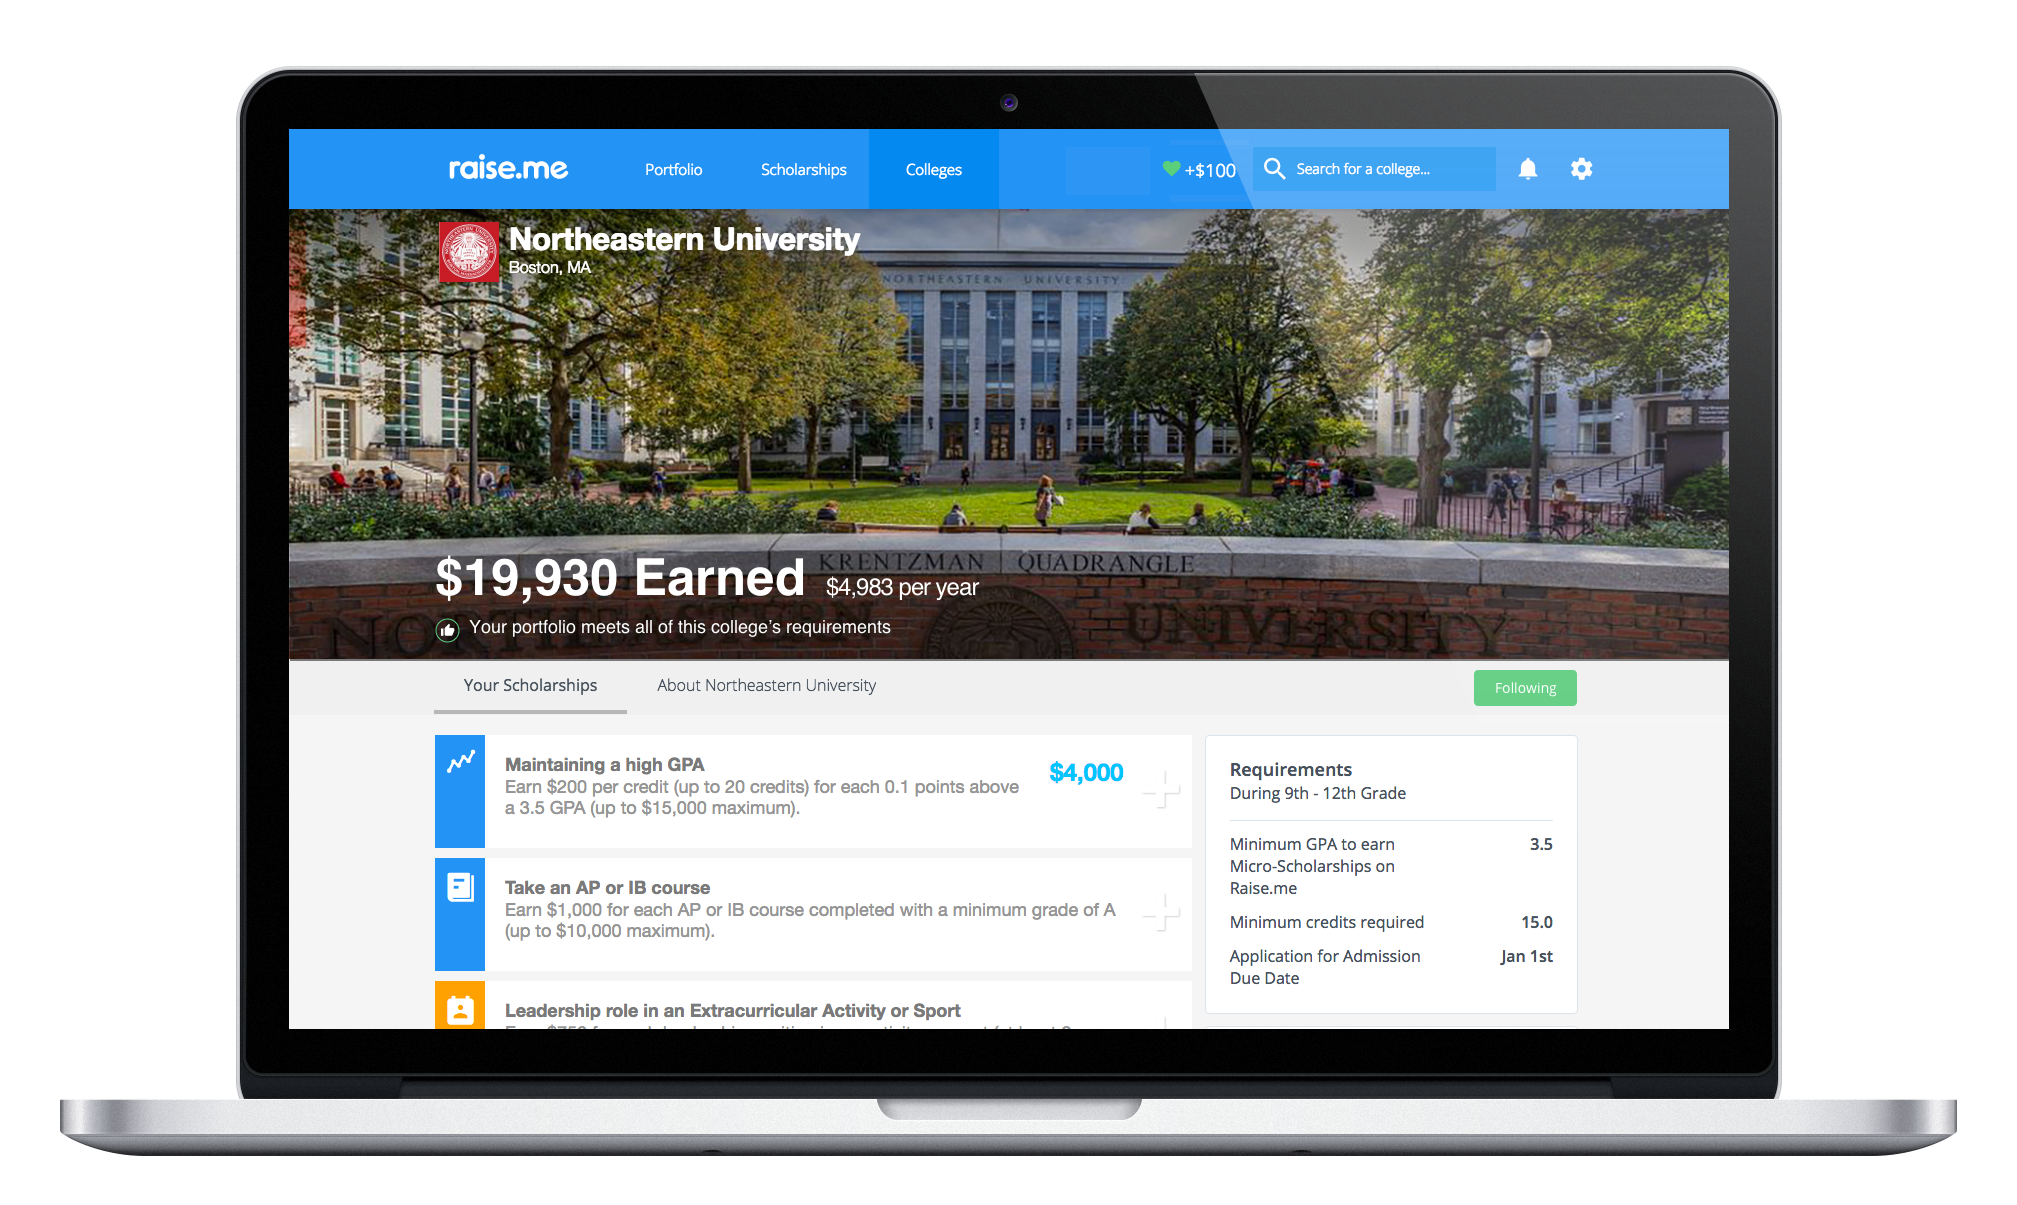 raise.me
Portfolio
Scholarships
Colleges
+$100
Search for a college...
Northeastern University
Boston, MA
NORTHEASTERN UNIVERSITY
KRENTZMAN QUADRANGLE
$19,930 Earned
$4,983 per year
NORTHEASTERN UNIVERSITY
Your portfolio meets all of this college's requirements
Your Scholarships
About Northeastern University
Following
Maintaining a high GPA
$4,000
Earn $200 per credit (up to 20 credits) for each 0.1 points above
a 3.5 GPA (up to $15,000 maximum).
Take an AP or IB course
Earn $1,000 for each AP or IB course completed with a minimum grade of A
(up to $10,000 maximum).
Leadership role in an Extracurricular Activity or Sport
Requirements
During 9th - 12th Grade
Minimum GPA to earn 3.5
Micro-Scholarships on
Raise.me
Minimum credits required 15.0
Application for Admission Jan 1st
Due Date